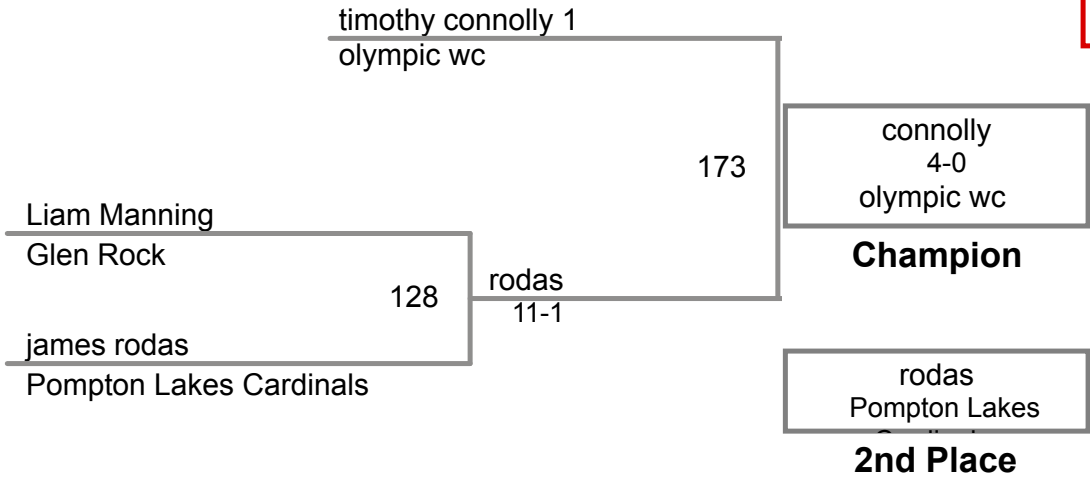 timothy connolly 1
olympic wc
connolly
4-0
olympic wc
173
Champion
Liam Manning
Glen Rock
128
rodas
11-1
james rodas
Pompton Lakes Cardinals
rodas
Pompton Lakes
2nd Place